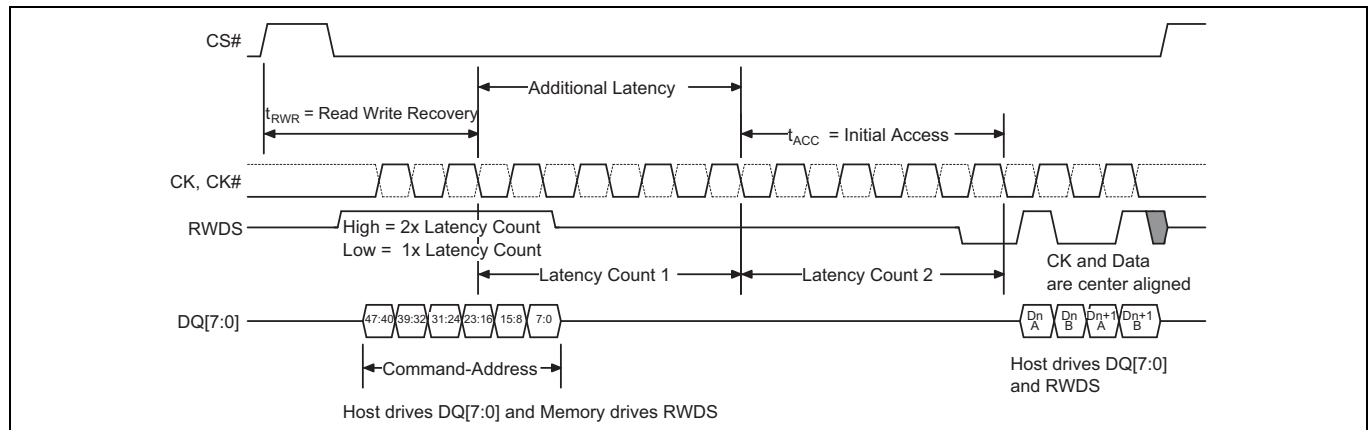 CS#
Additional Latency
tRWR = Read Write Recovery
tACC = Initial Access
CK, CK#
RWDS
High = 2x Latency Count
Low = 1x Latency Count
CK and Data
are center aligned
Latency Count 1
Latency Count 2
DQ[7:0]
47:40 39:32 31:24 23:16 15:8 7:0
Dn A
Dn B
Dn+1 A
Dn+1 B
Command-Address
Host drives DQ[7:0]
and RWDS
Host drives DQ[7:0] and Memory drives RWDS